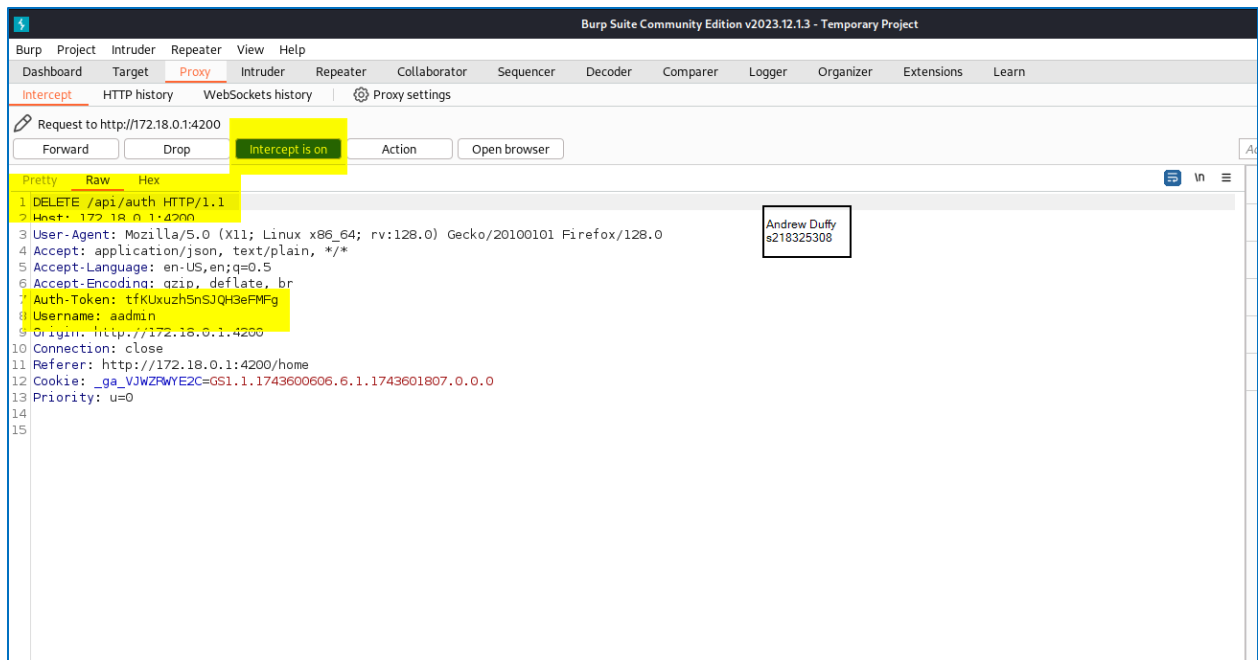 Burp Suite Community Edition v2023.12.1.3 - Temporary Project
Burp Project Intruder Repeater View Help
Dashboard Target Proxy Intruder Repeater Collaborator Sequencer Decoder Comparer Logger Organizer Extensions Learn
Intercept HTTP history WebSockets history Proxy settings
Request to http://172.18.0.1:4200
Forward Drop Intercept is on Action Open browser
Pretty Raw Hex \n
1 DELETE /api/auth HTTP/1.1
2 Host: 172.18.0.1:4200
3 User-Agent: Mozilla/5.0 (X11; Linux x86_64; rv:128.0) Gecko/20100101 Firefox/128.0
4 Accept: application/json, text/plain, */*
5 Accept-Language: en-US,en;q=0.5
6 Accept-Encoding: gzip, deflate, br
7 Auth-Token: tfKUxuzh5nSJQH3eFMFg
8 Username: aadmin
9 Origin: http://172.18.0.1:4200
10 Connection: close
11 Referer: http://172.18.0.1:4200/home
12 Cookie: _ga_VJWZRWYE2C=GS1.1.1743600606.6.1.1743601807.0.0.0
13 Priority: u=0
14
15
Andrew Duffy
s218325308